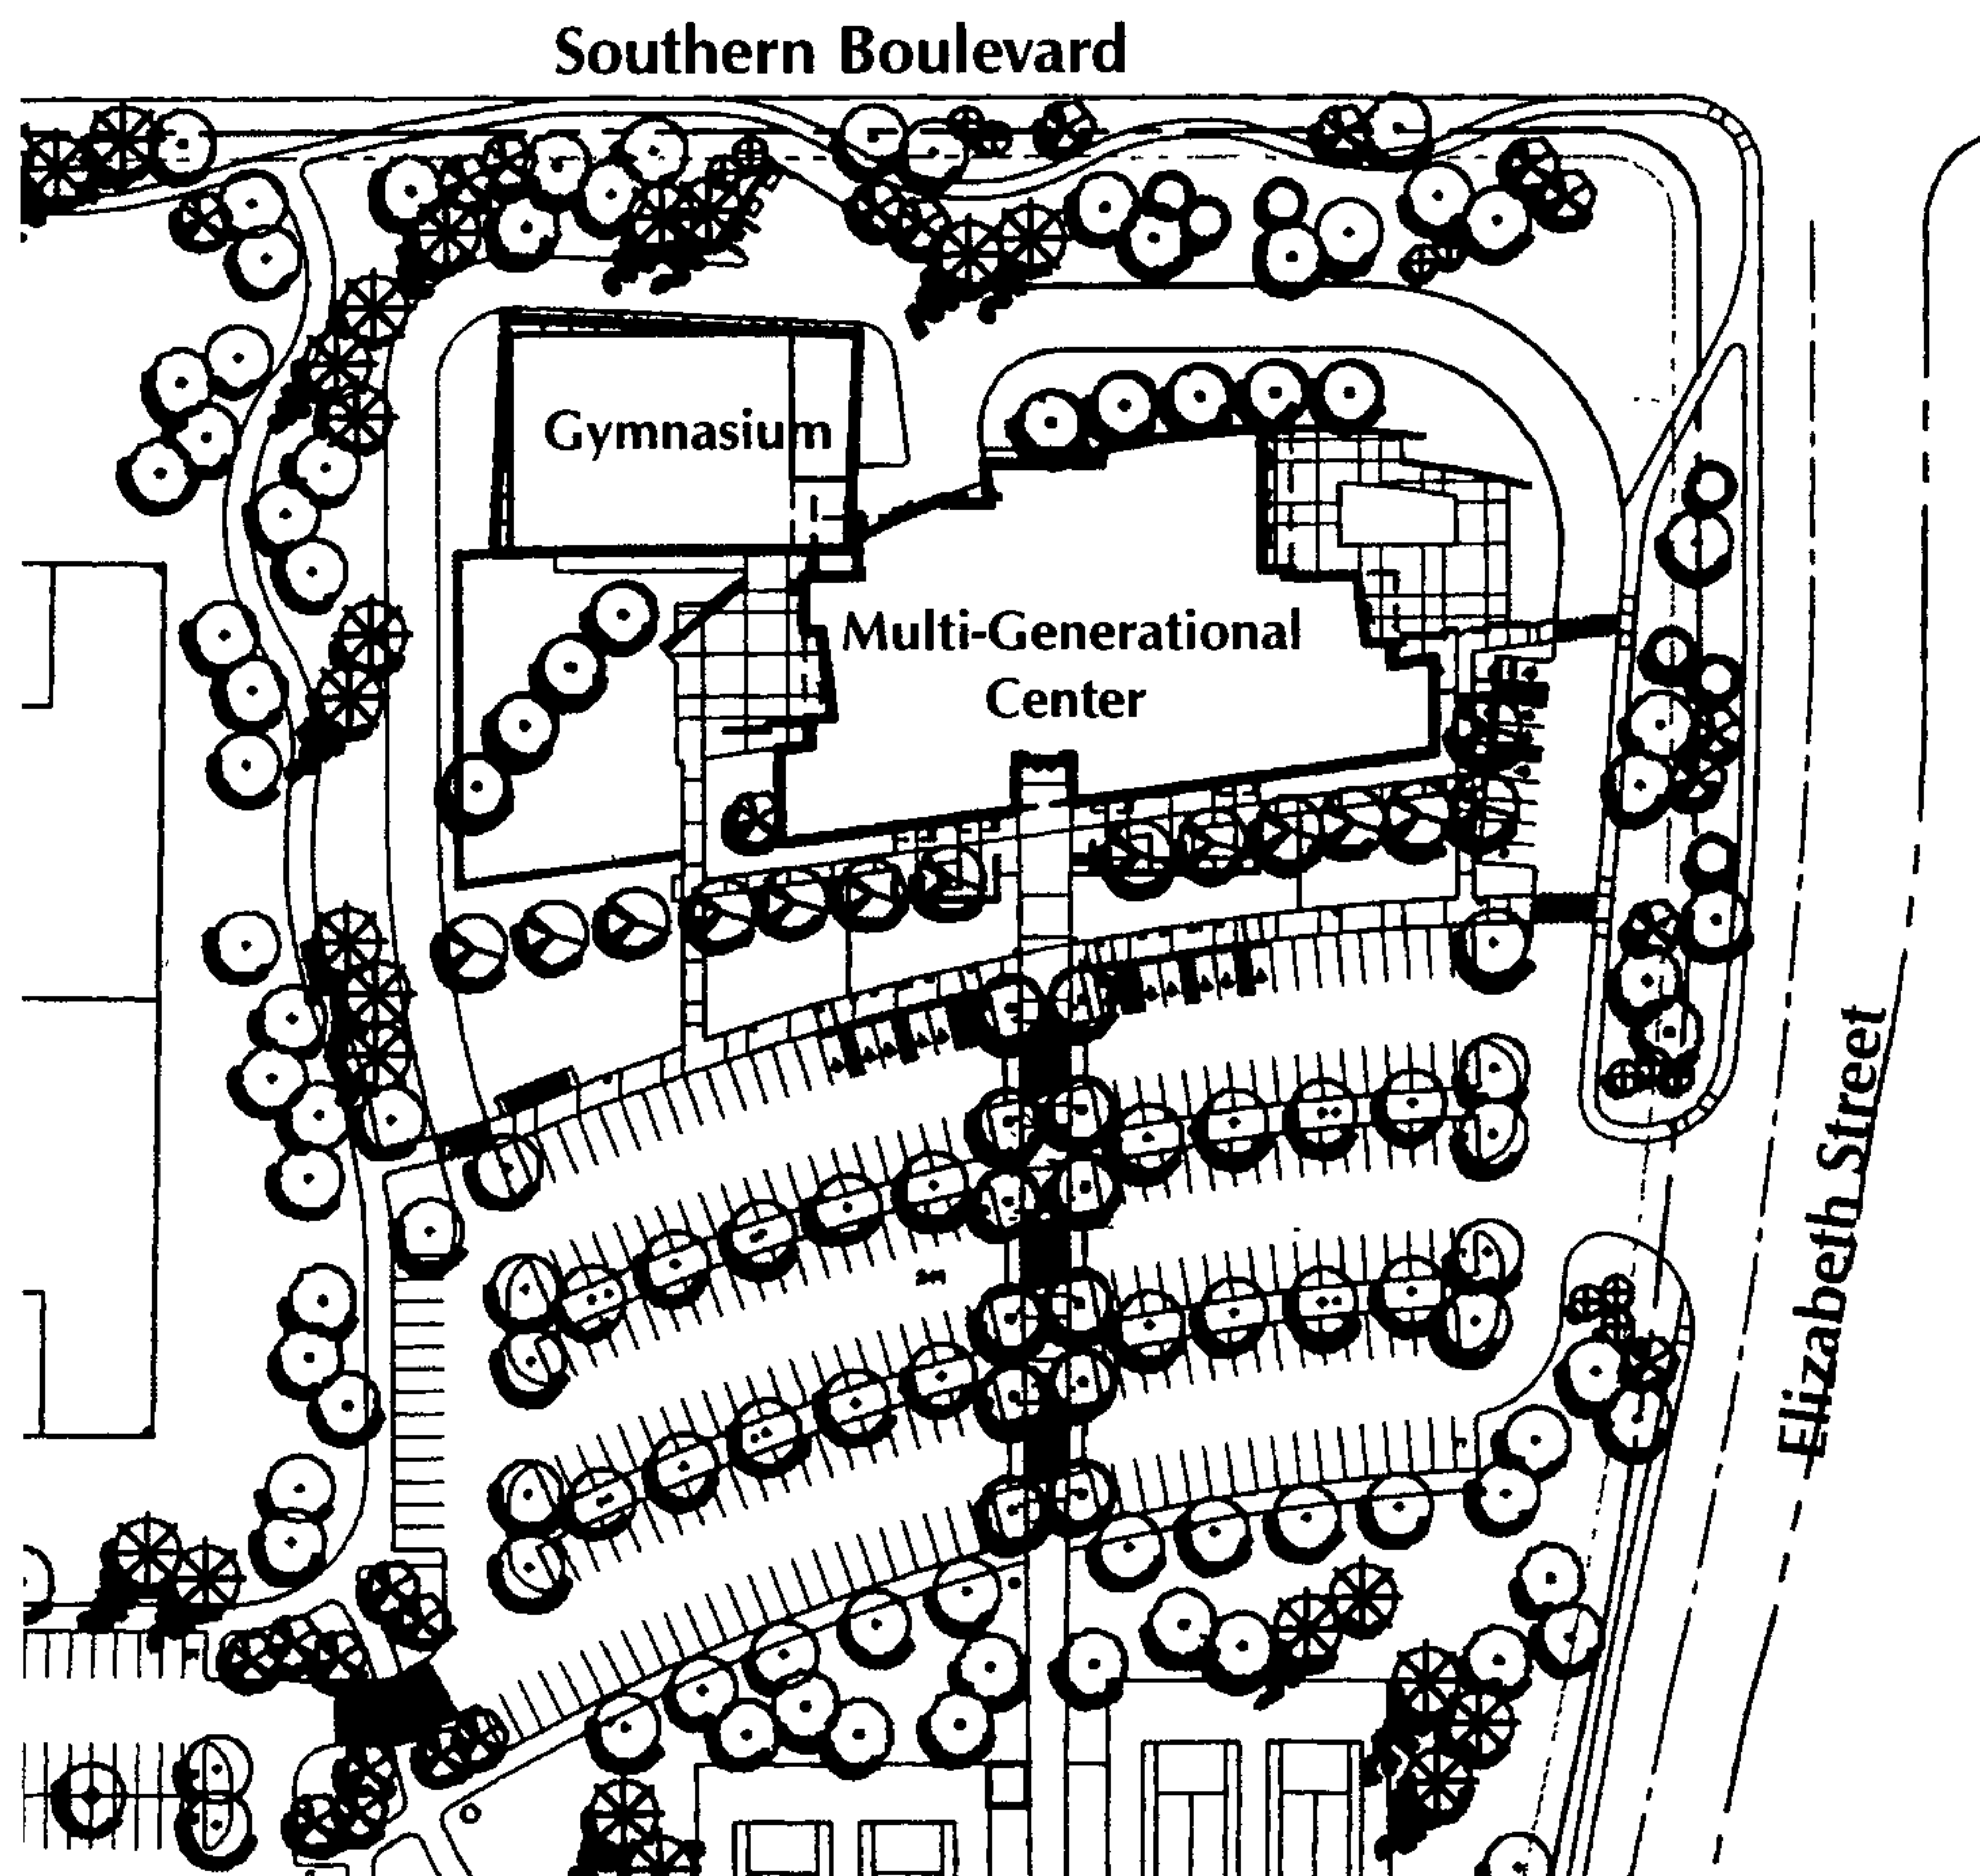 Southern Boulevard
Gymnasium
Multi-Generational
Center
Elizabeth Street